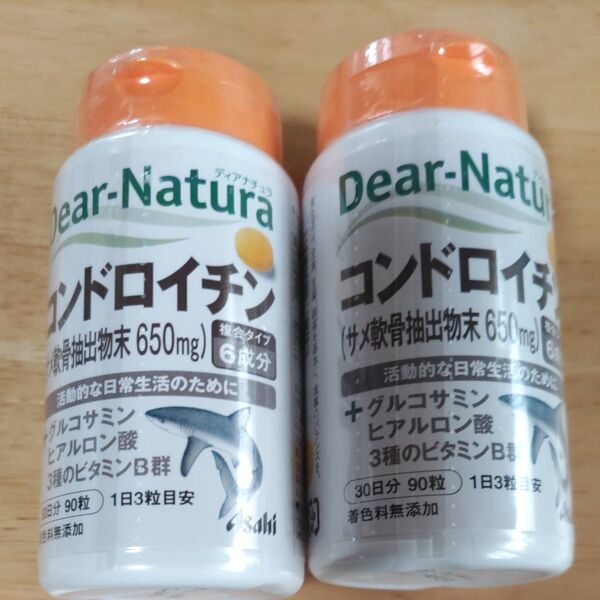 ディアナチュラ
Dear-Natura
コンドロイチン
サメ軟骨抽出物末 650mg)
複合タイプ
6成分
活動的な日常生活のために
+グルコサミン
ヒアルロン酸
3種のビタミンB群
30日分 90粒 1日3粒目安
着色料無添加
Asahi
Dear-Natu
コンドロイチ
(サメ軟骨抽出物末 650mg)
活動的な日常生活のために
+グルコサミン
ヒアルロン酸
3種のビタミンB群
30日分 90粒 1日3粒目安
着色料無添加